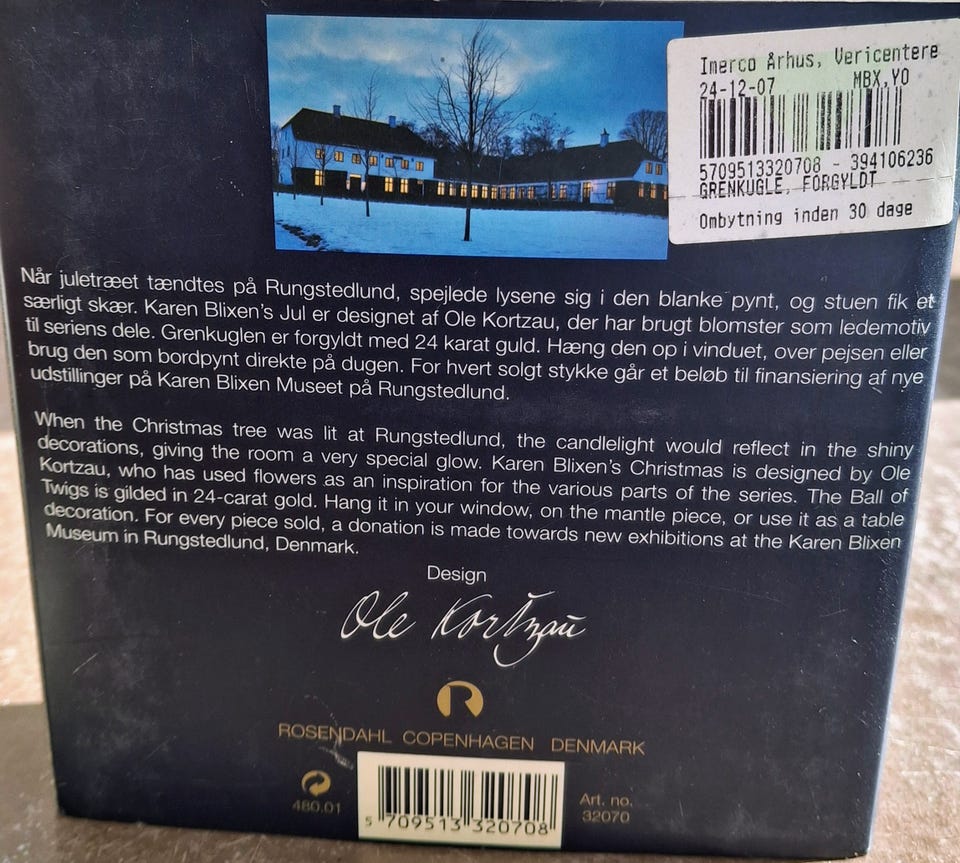 Imerco Århus, Vericentere
24-12-07 MBX,YO
5709513320708 - 394106236
GRENKUGLE, FORGYLDT
Ombytning inden 30 dage
Når juletræet tændtes på Rungstedlund, spejlede lysene sig i den blanke pynt, og stuen fik et
særligt skær. Karen Blixen's Jul er designet af Ole Kortzau, der har brugt blomster som ledemotiv
til seriens dele. Grenkuglen er forgyldt med 24 karat guld. Hæng den op i vinduet, over pejsen eller
brug den som bordpynt direkte på dugen. For hvert solgt stykke går et beløb til finansiering af nye
udstillinger på Karen Blixen Museet på Rungstedlund.
When the Christmas tree was lit at Rungstedlund, the candlelight would reflect in the shiny
decorations, giving the room a very special glow. Karen Blixen's Christmas is designed by Ole
Kortzau, who has used flowers as an inspiration for the various parts of the series. The Ball of
Twigs is gilded in 24-carat gold. Hang it in your window, on the mantle piece, or use it as a table
decoration. For every piece sold, a donation is made towards new exhibitions at the Karen Blixen
Museum in Rungstedlund, Denmark.
Design
Ole Kortzau
R
ROSENDAHL COPENHAGEN DENMARK
480.01
5 709513 320708
Art. no.
32070